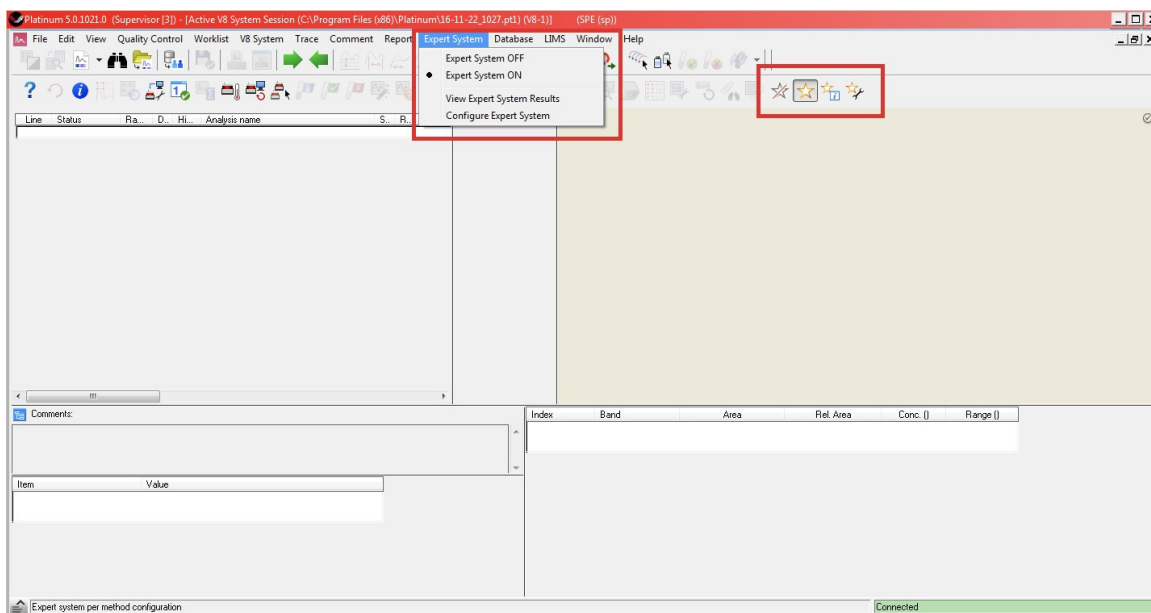 Platinum 5.0.1021.0 (Supervisor [3]) - [Active V8 System Session (C:\Program Files (x86)\Platinum\16-11-22_1027.pt1) (V8-1)] (SPE (sp))
File Edit View Quality Control Worklist V8 System Trace Comment Report Expert System Database LIMS Window Help
Expert System OFF
Expert System ON
View Expert System Results
Configure Expert System
Line Status Ra... D.. Hi... Analysis name S.. R..
Comments:
Index Band Area Rel. Area Conc. () Range ()
Item Value
Expert system per method configuration Connected